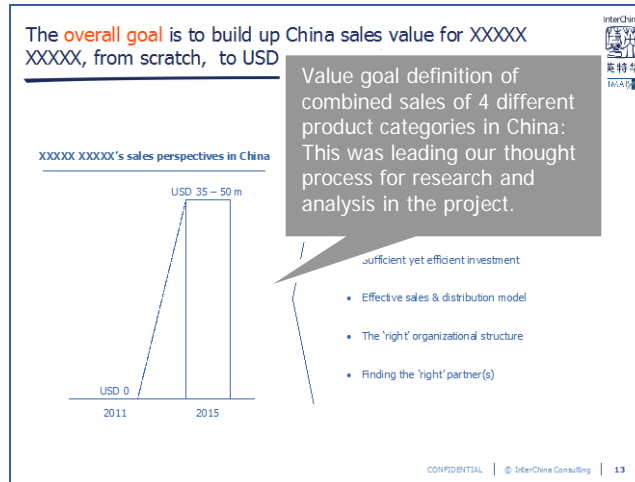 The overall goal is to build up China sales value for XXXXX
XXXXX, from scratch, to USD
InterChin
英特华
Value goal definition of
combined sales of 4 different
product categories in China:
This was leading our thought
process for research and
analysis in the project.
XXXXX XXXXX's sales perspectives in China
USD 35 – 50 m
Sufficient yet efficient investment
• Effective sales & distribution model
• The 'right' organizational structure
• Finding the 'right' partner(s)
USD 0
2011 2015
CONFIDENTIAL | © InterChina Consulting | 13